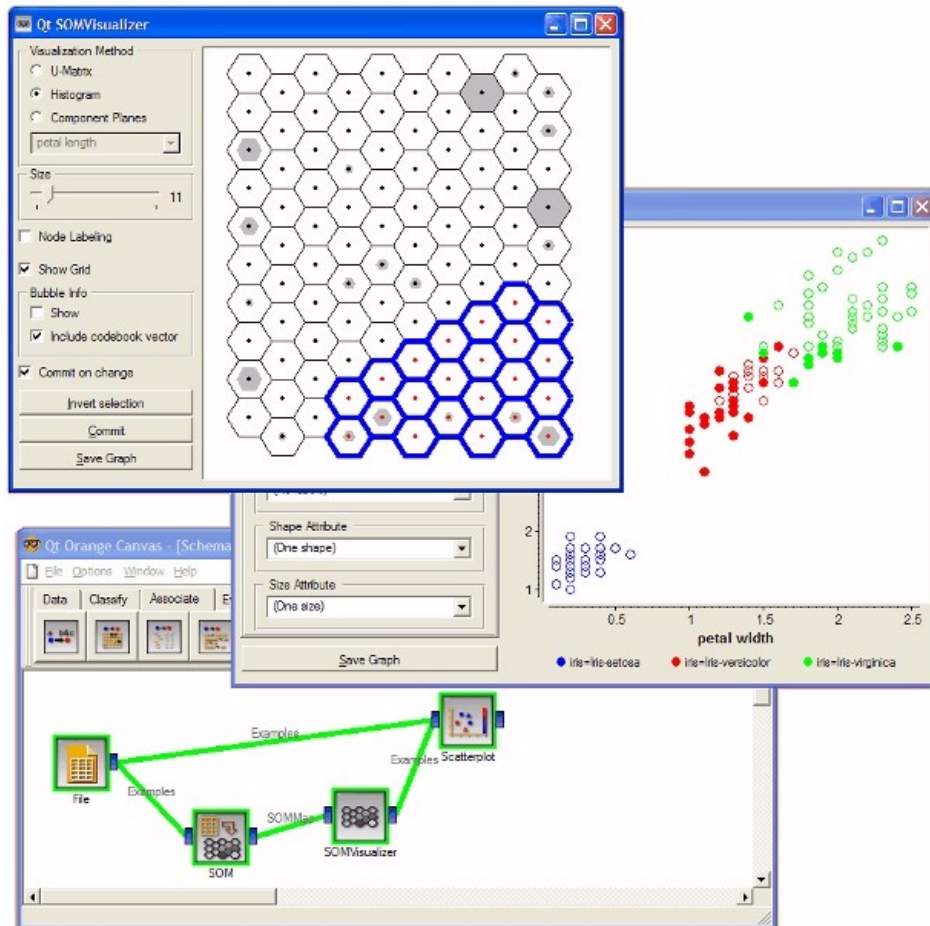 Qt SOMVisualizer
Visualization Method
U-Matrix
Histogram
Component Planes
petal length
Size
11
Node Labeling
Show Grid
Bubble Info
Show
Include codebook vector
Commit on change
Invert selection
Commit
Save Graph
Shape Attribute
(One shape)
Size Attribute
(One size)
Save Graph
2
1
0.5 1 1.5 2 2.5
petal width
iris=Iris-setosa iris=Iris-versicolor iris=Iris-virginica
Qt Orange Canvas - [Schema
File Options Window Help
Data Classify Associate E
Examples
Examples
Examples
SOMMap
File
Scatterplot
SOM
SOMVisualizer